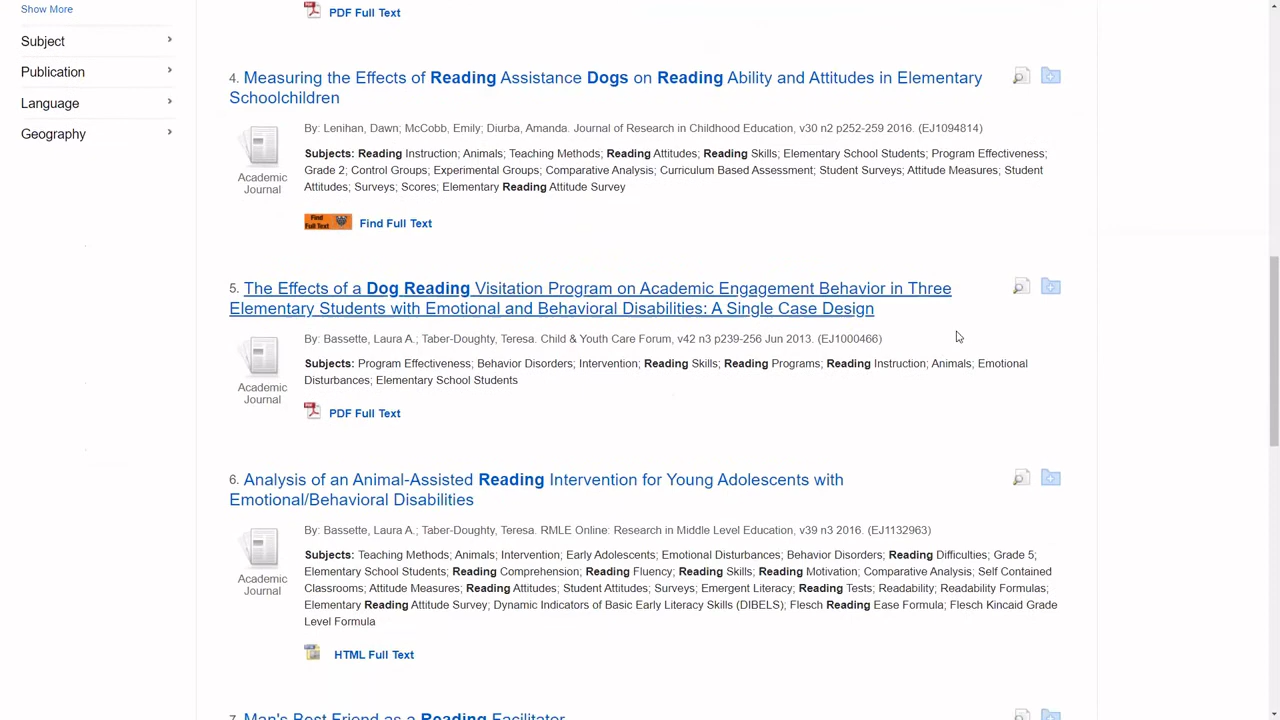 Show More
PDF Full Text
Subject
Publication
Language
Geography
4. Measuring the Effects of Reading Assistance Dogs on Reading Ability and Attitudes in Elementary
Schoolchildren
By: Lenihan, Dawn; McCobb, Emily; Diurba, Amanda. Journal of Research in Childhood Education, v30 n2 p252-259 2016. (EJ1094814)
Academic
Journal
Subjects: Reading Instruction; Animals; Teaching Methods; Reading Attitudes; Reading Skills; Elementary School Students; Program Effectiveness;
Grade 2; Control Groups; Experimental Groups; Comparative Analysis; Curriculum Based Assessment; Student Surveys; Attitude Measures; Student
Attitudes; Surveys; Scores; Elementary Reading Attitude Survey
Find
Full Text
Find Full Text
5. The Effects of a Dog Reading Visitation Program on Academic Engagement Behavior in Three
Elementary Students with Emotional and Behavioral Disabilities: A Single Case Design
By: Bassette, Laura A.; Taber-Doughty, Teresa. Child & Youth Care Forum, v42 n3 p239-256 Jun 2013. (EJ1000466)
Academic
Journal
Subjects: Program Effectiveness; Behavior Disorders; Intervention; Reading Skills; Reading Programs; Reading Instruction; Animals; Emotional
Disturbances; Elementary School Students
PDF Full Text
6. Analysis of an Animal-Assisted Reading Intervention for Young Adolescents with
Emotional/Behavioral Disabilities
By: Bassette, Laura A.; Taber-Doughty, Teresa. RMLE Online: Research in Middle Level Education, v39 n3 2016. (EJ1132963)
Academic
Journal
Subjects: Teaching Methods; Animals; Intervention; Early Adolescents; Emotional Disturbances; Behavior Disorders; Reading Difficulties; Grade 5;
Elementary School Students; Reading Comprehension; Reading Fluency; Reading Skills; Reading Motivation; Comparative Analysis; Self Contained
Classrooms; Attitude Measures; Reading Attitudes; Student Attitudes; Surveys; Emergent Literacy; Reading Tests; Readability; Readability Formulas;
Elementary Reading Attitude Survey; Dynamic Indicators of Basic Early Literacy Skills (DIBELS); Flesch Reading Ease Formula; Flesch Kincaid Grade
Level Formula
HTML Full Text
7. Man's Best Friend as a Reading Facilitator